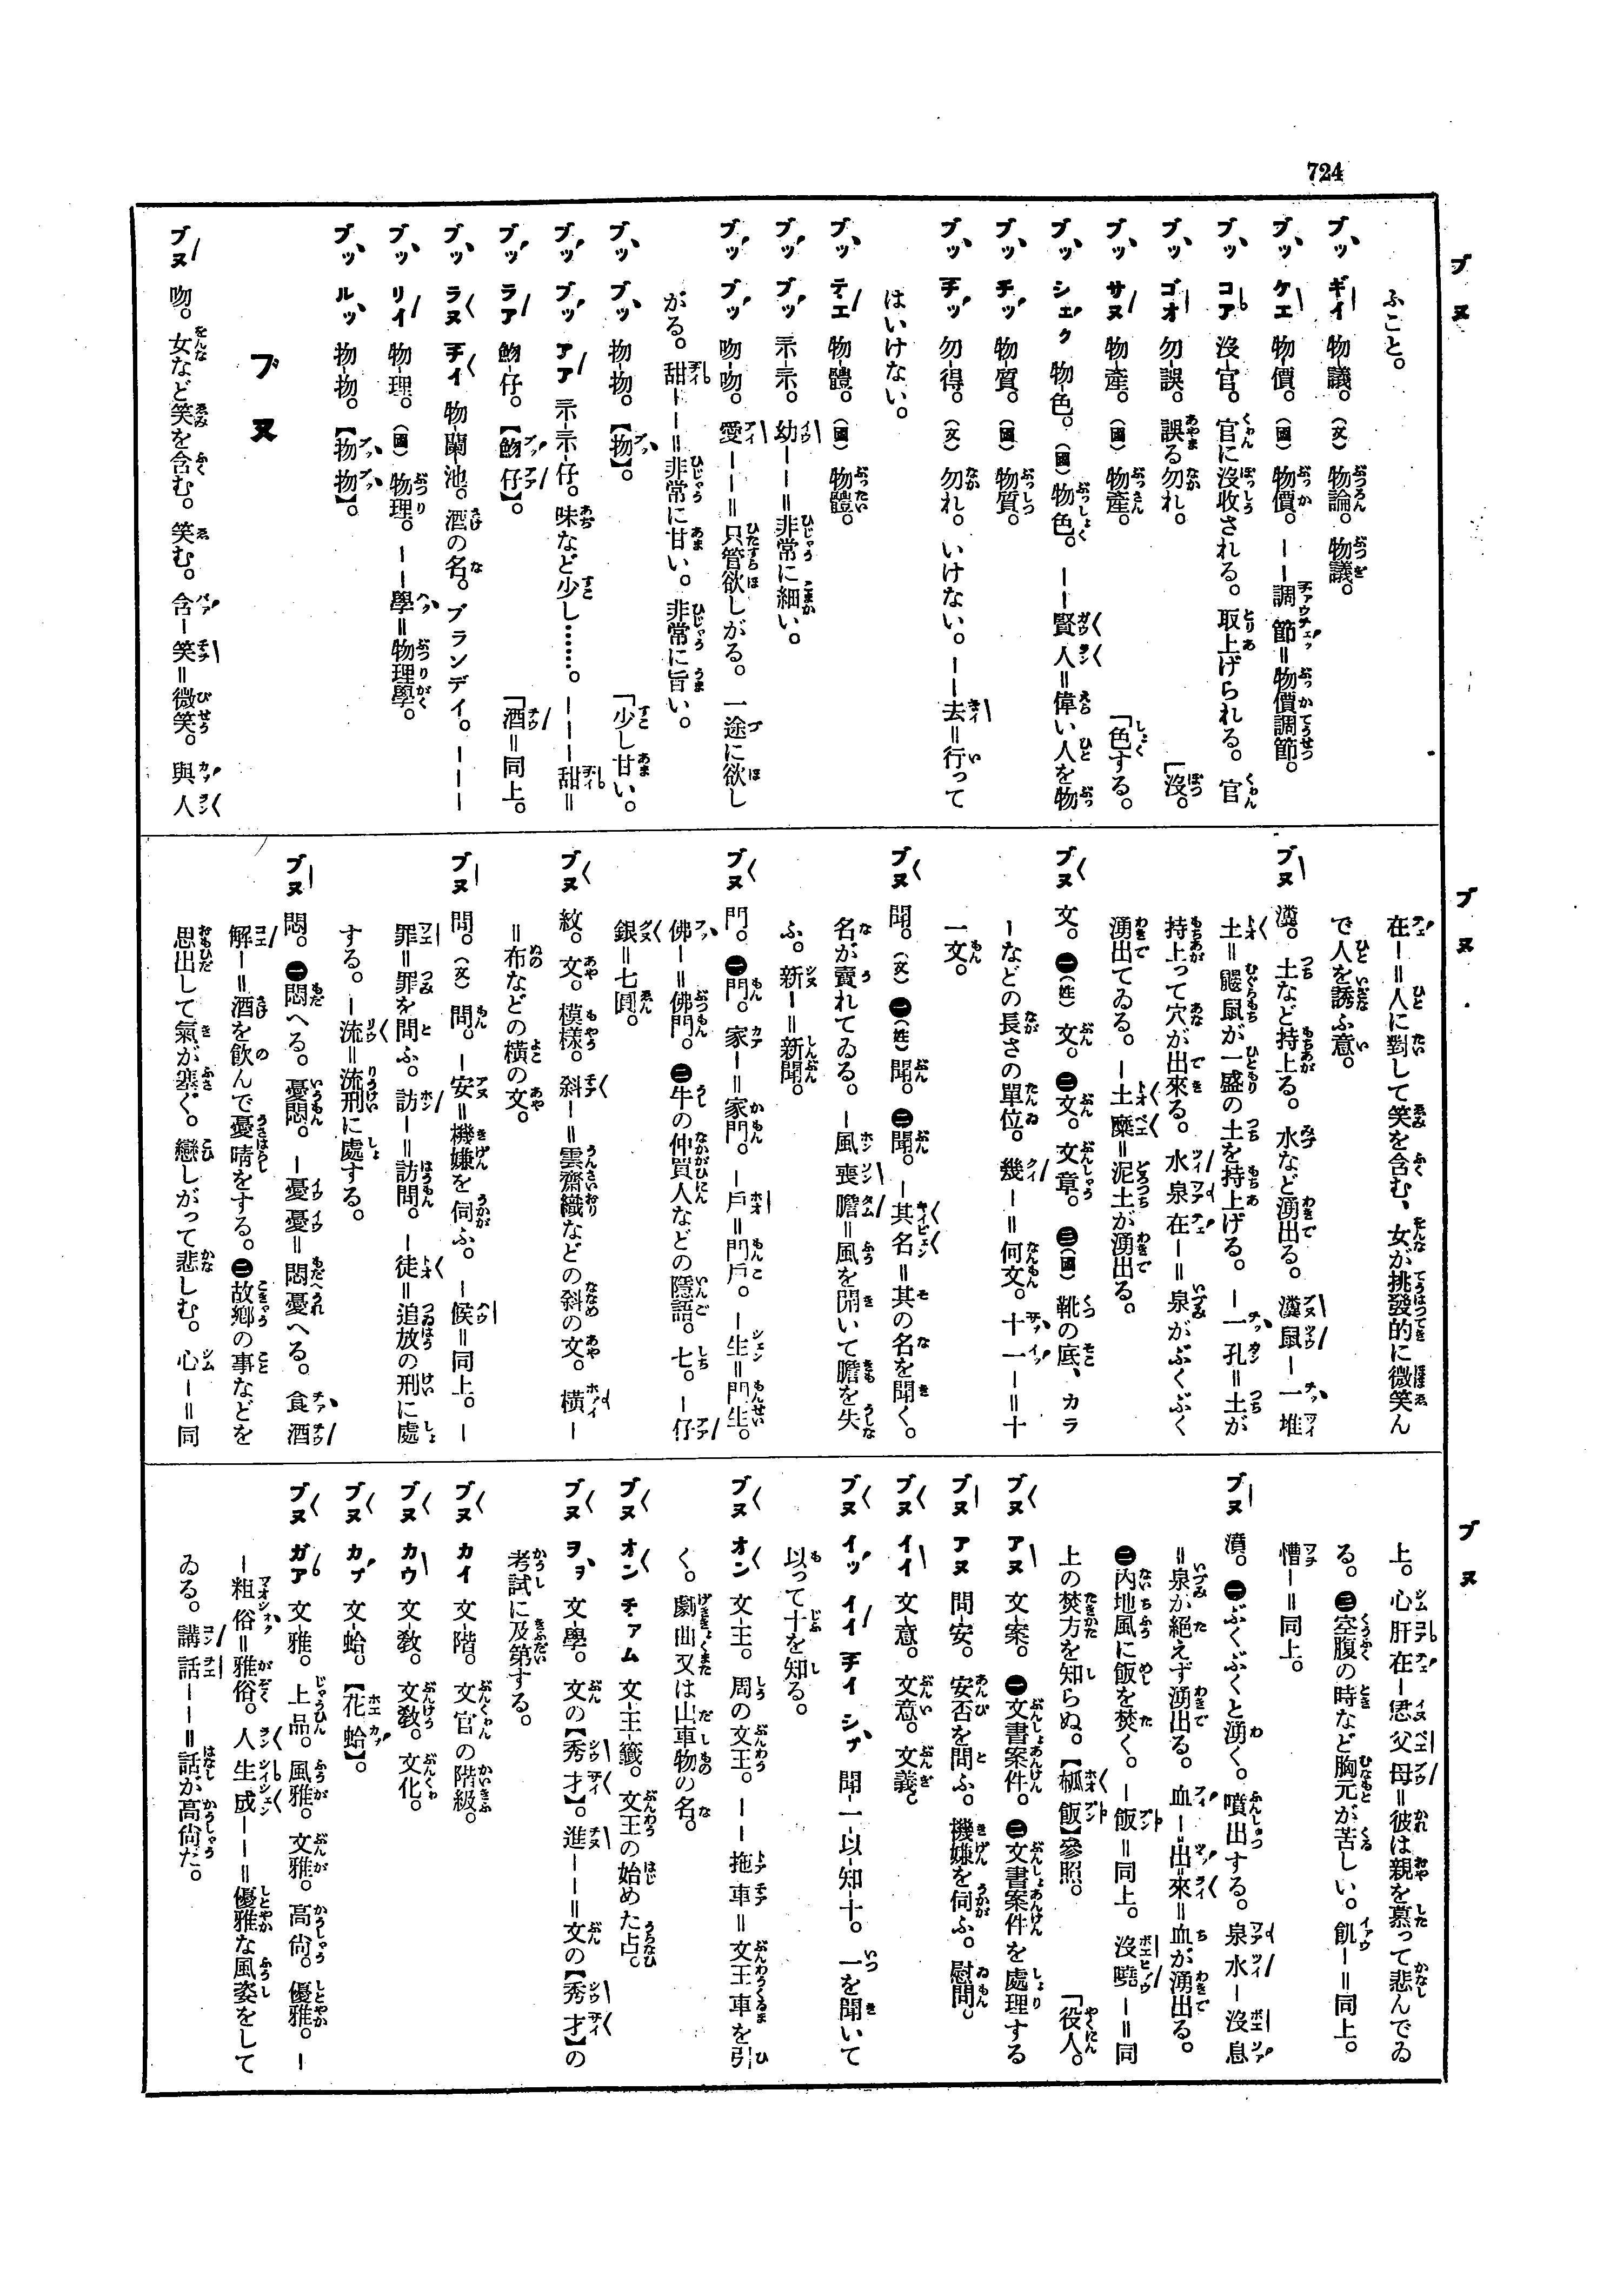 724
ブヌ
ブヌ
ブヌ
ふこと。
ブッ ギイ 物-議。(文) 物論。物議。
ブッ ケエ 物-價。(國) 物價。——調節＝物價調節。
ブッ コア 沒-官。官に沒收される。取上げられる。官
ブッ ゴオ 勿-誤。誤る勿れ。「沒。
ブッ サヌ 物-產。(國) 物產。「色する。
ブッ シェク 物-色。(國) 物色。——賢人＝偉い人を物
ブッ チッ 物質。(國) 物質。
ブッ チッ 勿-得。(文) 勿れ。いけない。——去＝行って
はいけない。
ブッ テエ 物-體。(國) 物體。
ブッ ブッ 幼——＝非常に細い。
ブッ ブッ 吻-吻。愛——＝只管欲しがる。一途に欲し
がる。甜——＝非常に甘い。非常に旨い。
ブッ ブッ 物-物。【物】。「少し甘い。
ブッ ブッ アア 味など少し……。———甜＝
ブッ ラア 仔。【仔】。「酒＝同上。
ブッ ラヌ チイ 物-蘭-池。酒の名。ブランデイ。———
ブッ リイ 物-理。(國) 物理。——學＝物理學。
ブッ ルッ 物-物。【物物】。
ブヌ
ブヌ 吻。女など笑を含む。笑む。含—笑＝微笑。與人
在—＝人に對して笑を含む、女が挑發的に微笑ん
で人を誘ふ意。
ブヌ 濆。土など持上る。水など湧出る。濆鼠—一堆
土＝鼴鼠が一盛の土を持上げる。—一孔＝土が
持上って穴が出來る。水泉在—＝泉がぶくぶく
湧出てゐる。—土糜＝泥土が湧出る。
ブヌ 文。㊀(姓) 文。㊁文。文章。㊂(國) 靴の底、カラ
ーなどの長さの單位。幾—＝何文。十一—＝十
一文。
ブヌ 聞。(文) ㊀(姓) 聞。㊁聞。—其名＝其の名を聞く。
名が賣れてゐる。—風喪膽＝風を聞いて膽を失
ふ。新—＝新聞。
ブヌ 門。㊀門。家—＝家門。—戶＝門戶。—生＝門生。
佛—＝佛門。㊁牛の仲買人などの隱語。七。—仔
銀＝七圓。
ブヌ 紋。文。模樣。斜—＝雲齋織などの斜の文。橫—
＝布などの橫の文。
ブヌ 問。(文) 問。—安＝機嫌を伺ふ。—候＝同上。—
罪＝罪を問ふ。訪—＝訪問。—徒＝追放の刑に處
する。—流＝流刑に處する。
ブヌ 悶。㊀悶へる。憂悶。—憂憂＝悶憂へる。食酒
解—＝酒を飮んで憂晴をする。㊁故鄉の事などを
思出して氣が塞ぐ。戀しがって悲しむ。心—＝同
上。心肝在—𪜶父母＝彼は親を慕って悲んでゐ
る。㊂空腹の時など胸元が苦しい。飢—＝同上。
慒—＝同上。
ブヌ 濆。㊀ぶくぶくと湧く。噴出する。泉水—沒息
＝泉が絕えず湧出る。血—出來＝血が湧出る。
㊁內地風に飯を焚く。—飯＝同上。沒曉—＝同
上の焚方を知らぬ。【飯】參照。「役人。
ブヌ アヌ 文-案。㊀文書案件。㊁文書案件を處理する
ブヌ アヌ 問-安。安否を問ふ。機嫌を伺ふ。慰問。
ブヌ イイ 文-意。文意。文義。
ブヌ イッ イイ チイ シプ 聞-一-以-知-十。一を聞いて
以って十を知る。
ブヌ オン 文-王。周の文王。——拖車＝文王車を引
く。劇曲又は山車物の名。
ブヌ オン チァム 文-王-籤。文王の始めた占。
ブヌ ヲヲ 文-學。文の【秀才】。進——＝文の【秀才】の
考試に及第する。
ブヌ カイ 文-階。文官の階級。
ブヌ カウ 文-敎。文敎。文化。
ブヌ カプ 文-蛤。【花蛤】。
ブヌ ガア 文-雅。上品。風雅。文雅。高尙。優雅。—
—粗俗＝雅俗。人生成——＝優雅な風姿をして
ゐる。講話——＝話が高尙だ。